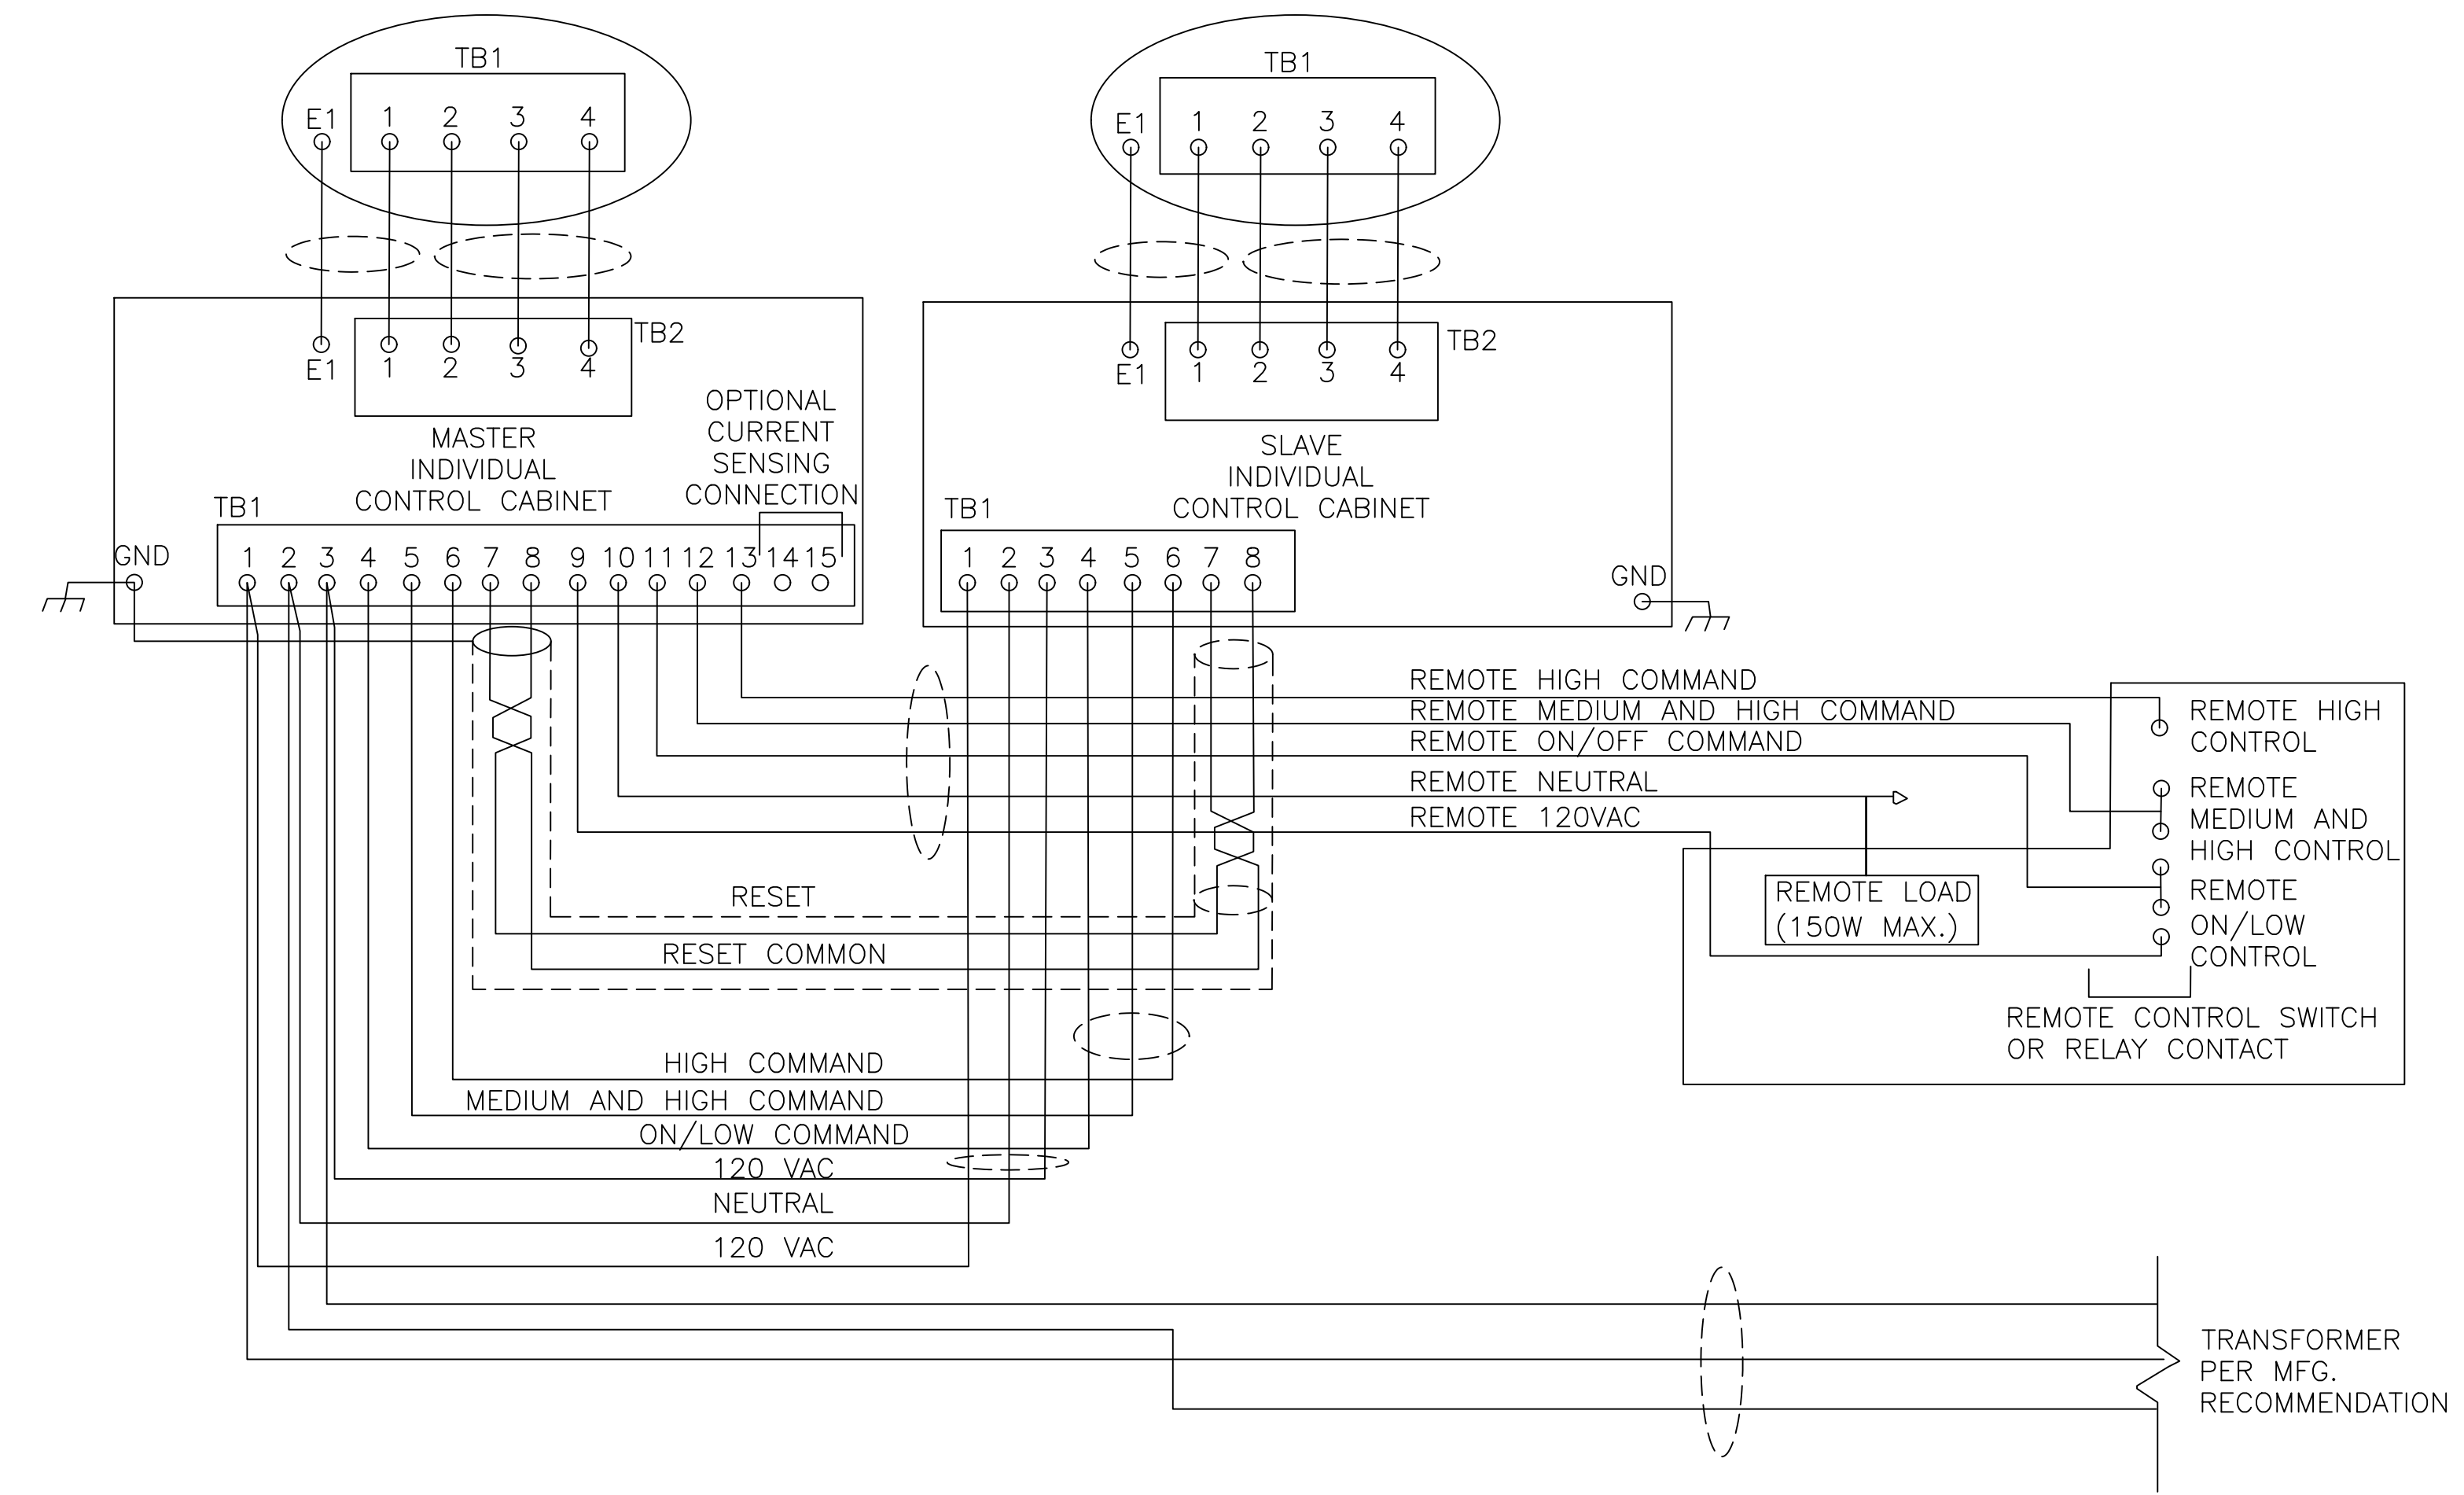 TB1
E1 1 2 3 4
TB1
E1 1 2 3 4
E1 1 2 3 4
TB2
E1 1 2 3 4
TB2
MASTER
INDIVIDUAL
CONTROL CABINET
OPTIONAL
CURRENT
SENSING
CONNECTION
SLAVE
INDIVIDUAL
CONTROL CABINET
TB1
GND
1 2 3 4 5 6 7 8 9 10 11 12 13 14 15
TB1
1 2 3 4 5 6 7 8
GND
REMOTE HIGH COMMAND
REMOTE MEDIUM AND HIGH COMMAND
REMOTE ON/OFF COMMAND
REMOTE NEUTRAL
REMOTE 120VAC
REMOTE HIGH
CONTROL
REMOTE
MEDIUM AND
HIGH CONTROL
REMOTE
ON/LOW
CONTROL
REMOTE LOAD
(150W MAX.)
REMOTE CONTROL SWITCH
OR RELAY CONTACT
RESET
RESET COMMON
HIGH COMMAND
MEDIUM AND HIGH COMMAND
ON/LOW COMMAND
120 VAC
NEUTRAL
120 VAC
TRANSFORMER
PER MFG.
RECOMMENDATION